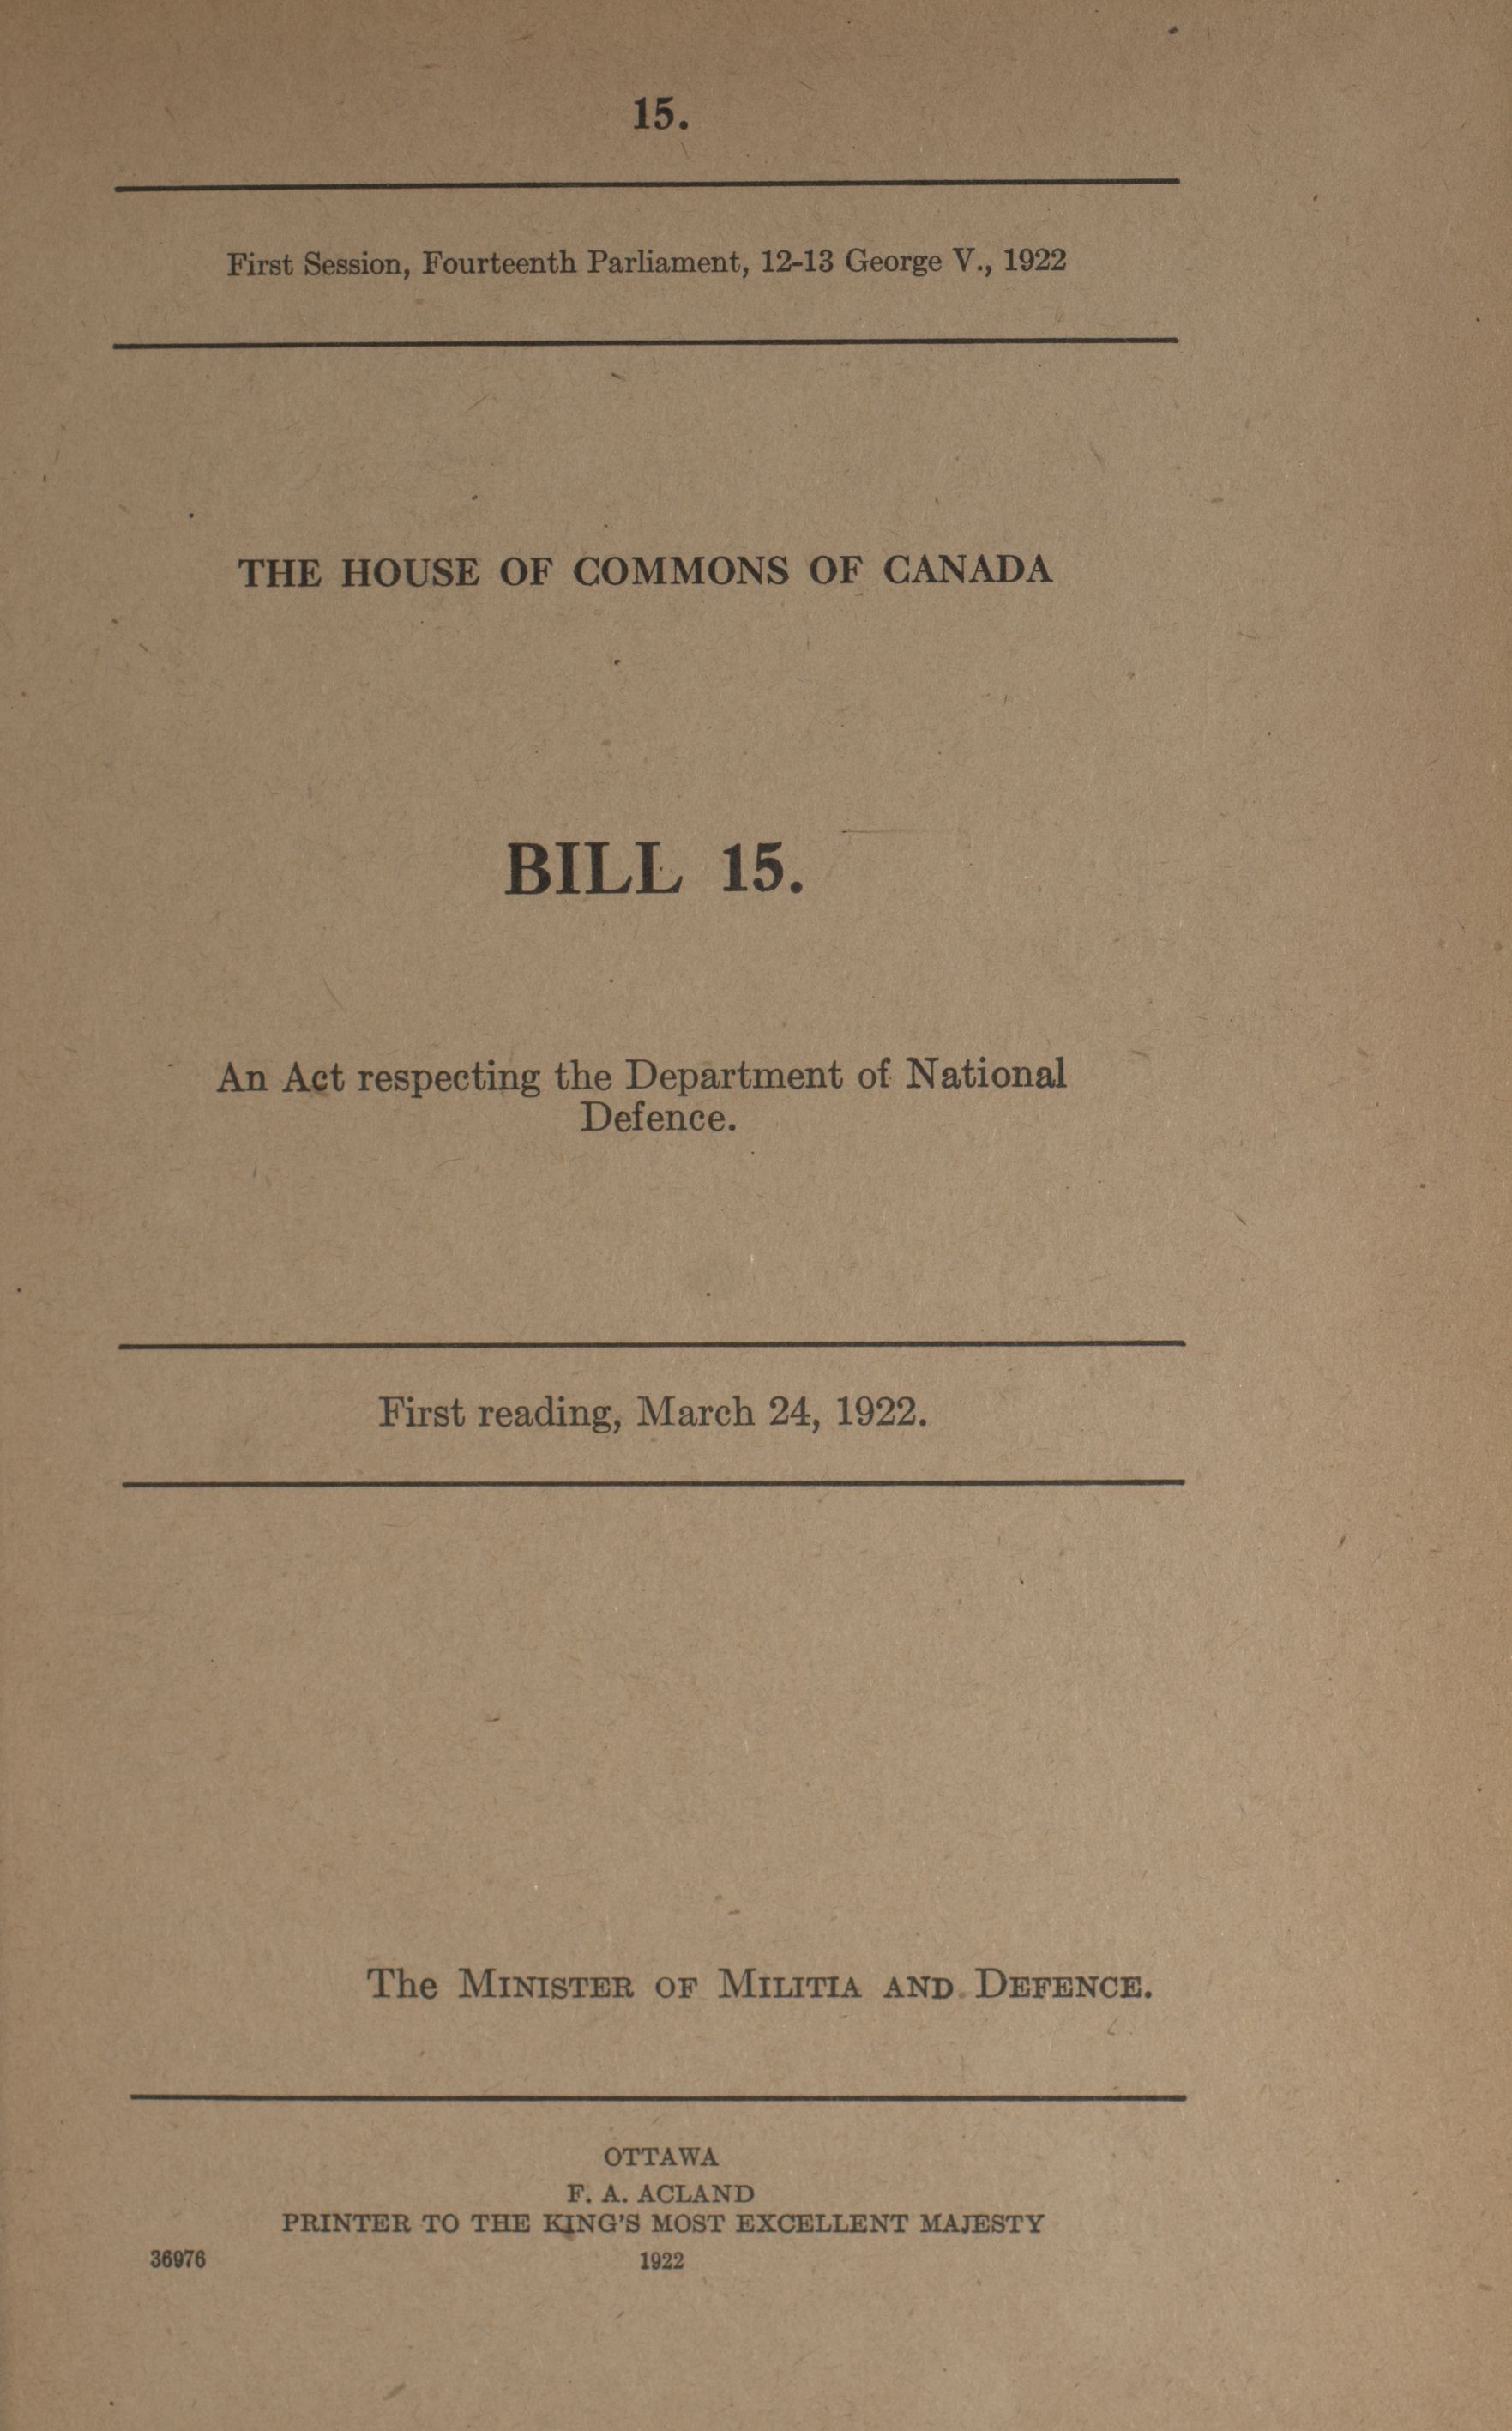 15.
First Session, Fourteenth Parliament, 12-13 George V., 1922
THE HOUSE OF COMMONS OF CANADA
BILL 15.
An Act respecting the Department of National
Defence.
First reading, March 24, 1922.
The MINISTER OF MILITIA AND DEFENCE.
OTTAWA
F. A. ACLAND
PRINTER TO THE KING'S MOST EXCELLENT MAJESTY
36976 1922